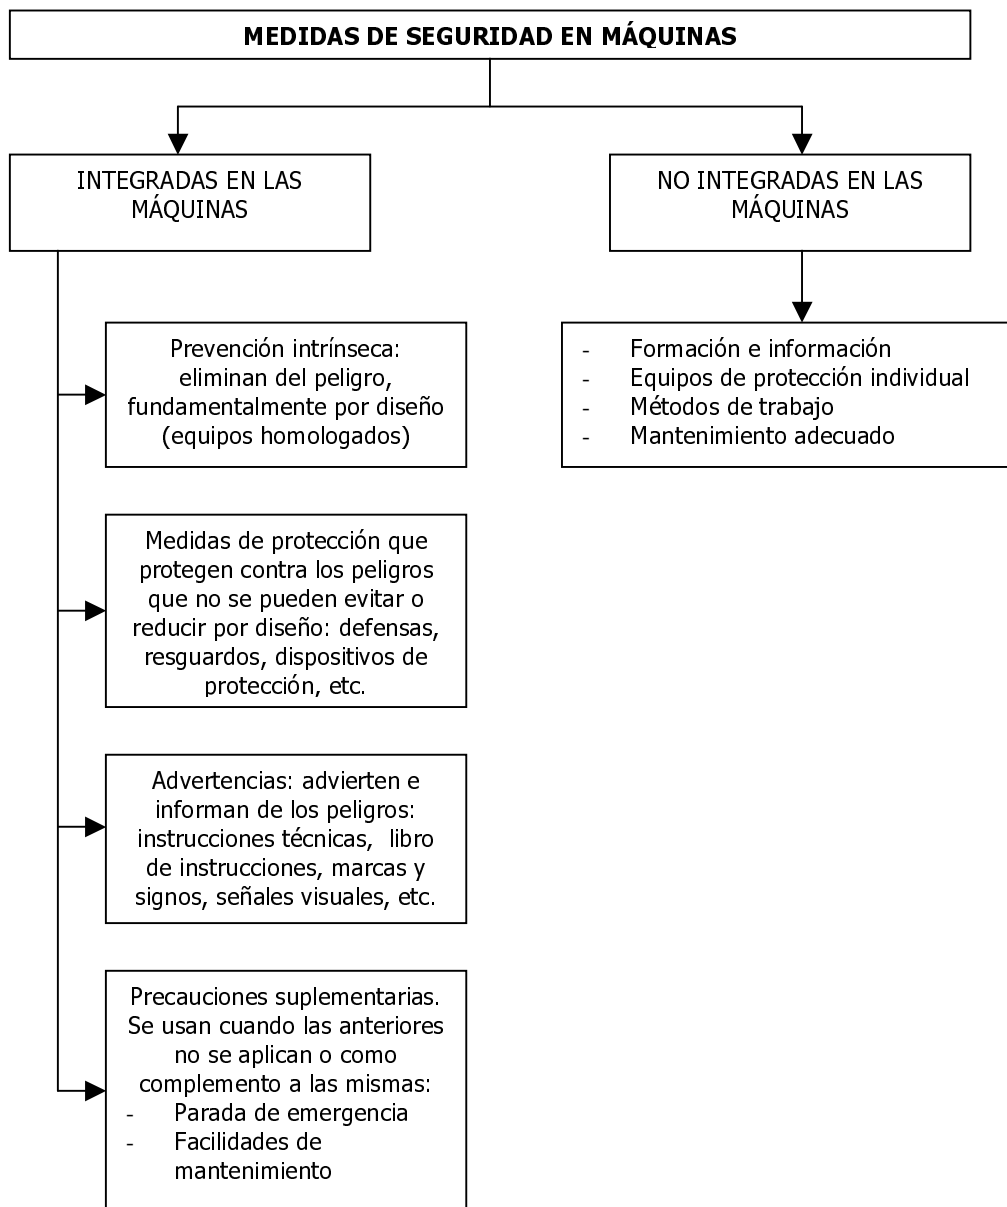 MEDIDAS DE SEGURIDAD EN MÁQUINAS
INTEGRADAS EN LAS
MÁQUINAS
NO INTEGRADAS EN LAS
MÁQUINAS
Prevención intrínseca:
eliminan del peligro,
fundamentalmente por diseño
(equipos homologados)
- Formación e información
- Equipos de protección individual
- Métodos de trabajo
- Mantenimiento adecuado
Medidas de protección que
protegen contra los peligros
que no se pueden evitar o
reducir por diseño: defensas,
resguardos, dispositivos de
protección, etc.
Advertencias: advierten e
informan de los peligros:
instrucciones técnicas, libro
de instrucciones, marcas y
signos, señales visuales, etc.
Precauciones suplementarias.
Se usan cuando las anteriores
no se aplican o como
complemento a las mismas:
- Parada de emergencia
- Facilidades de
mantenimiento